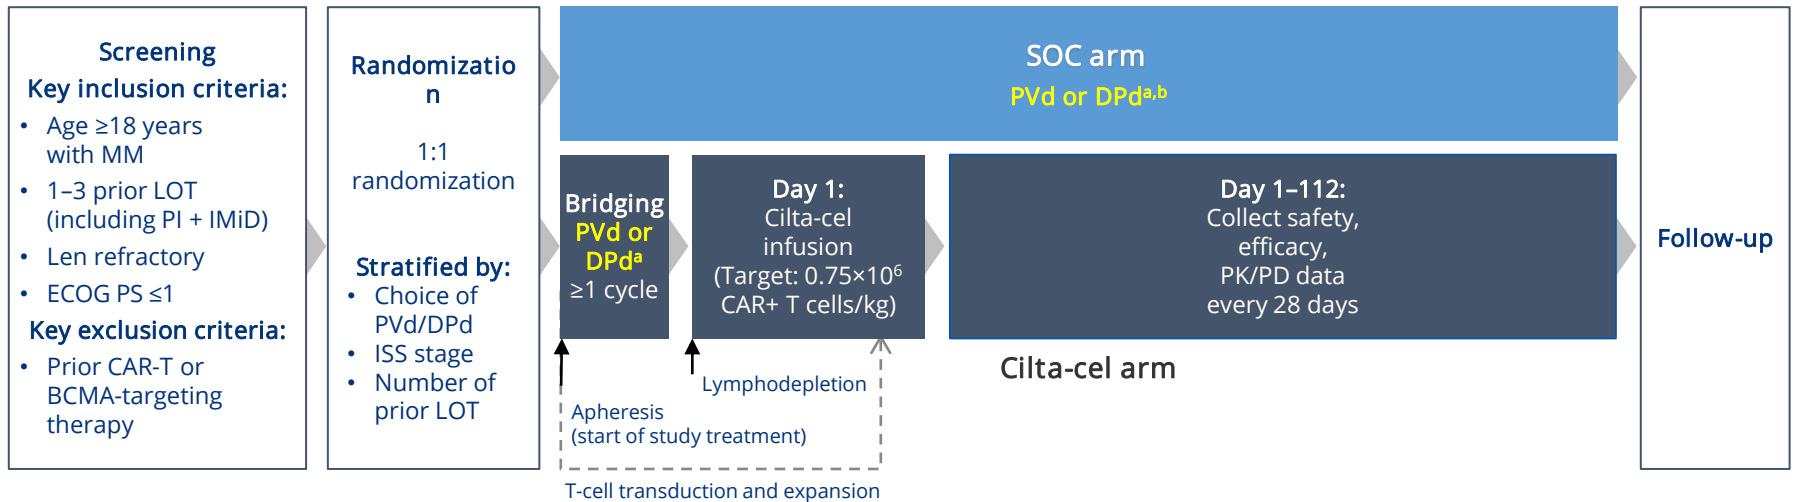 Screening
Key inclusion criteria:
• Age ≥18 years
with MM
• 1–3 prior LOT
(including PI + IMiD)
• Len refractory
• ECOG PS ≤1
Key exclusion criteria:
• Prior CAR-T or
BCMA-targeting
therapy
Randomizatio
n
1:1
randomization
Stratified by:
• Choice of
PVd/DPd
• ISS stage
• Number of
prior LOT
SOC arm
PVd or DPdᵃ,ᵇ
Bridging
PVd or
DPdᵃ
≥1 cycle
Day 1:
Cilta-cel
infusion
(Target: 0.75×10⁶
CAR+ T cells/kg)
Day 1–112:
Collect safety,
efficacy,
PK/PD data
every 28 days
Cilta-cel arm
Lymphodepletion
Apheresis
(start of study treatment)
T-cell transduction and expansion
Follow-up